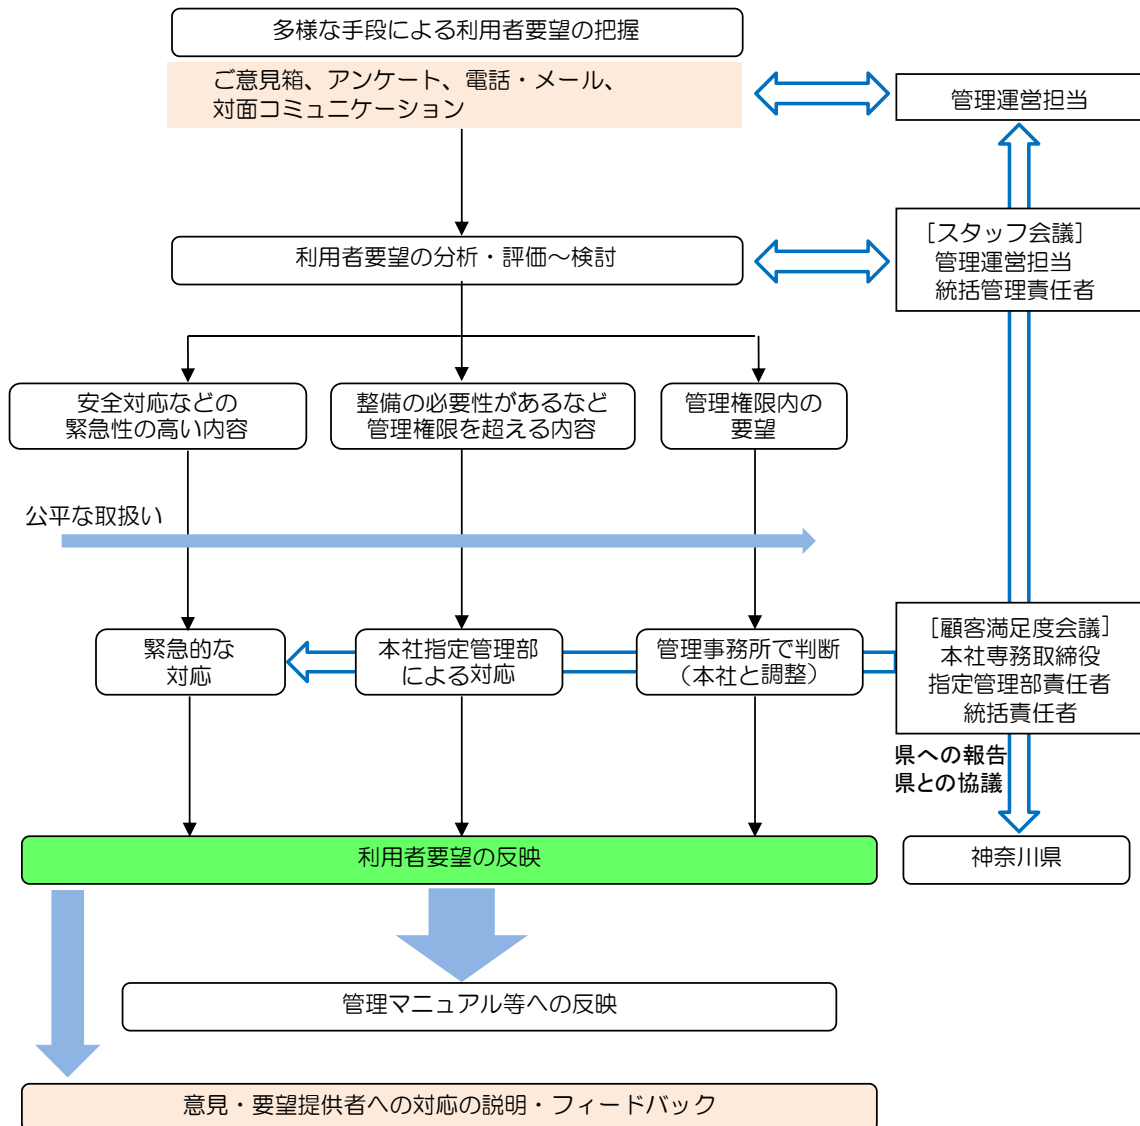 多様な手段による利用者要望の把握
ご意見箱、アンケート、電話・メール、
対面コミュニケーション
管理運営担当
利用者要望の分析・評価～検討
［スタッフ会議］
管理運営担当
統括管理責任者
安全対応などの
緊急性の高い内容
整備の必要性があるなど
管理権限を超える内容
管理権限内の
要望
公平な取扱い
緊急的な
対応
本社指定管理部
による対応
管理事務所で判断
（本社と調整）
［顧客満足度会議］
本社専務取締役
指定管理部責任者
統括責任者
県への報告
県との協議
利用者要望の反映
神奈川県
管理マニュアル等への反映
意見・要望提供者への対応の説明・フィードバック